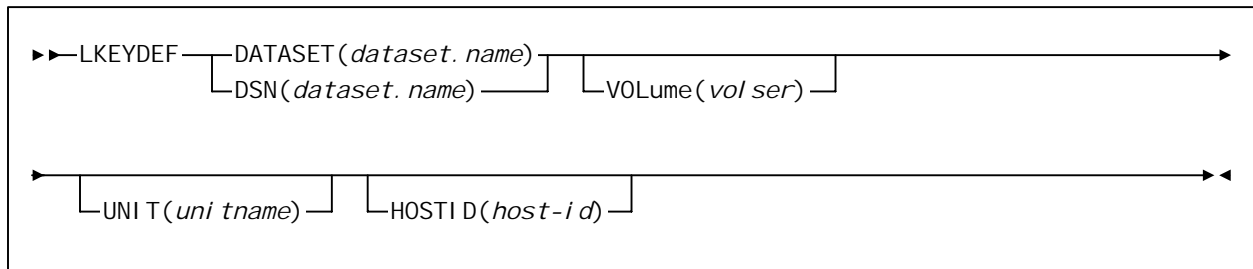 LKEYDEF DATASET(dataset.name)
DSN(dataset.name) VOLume(volser)
UNIT(unitname) HOSTID(host-id)